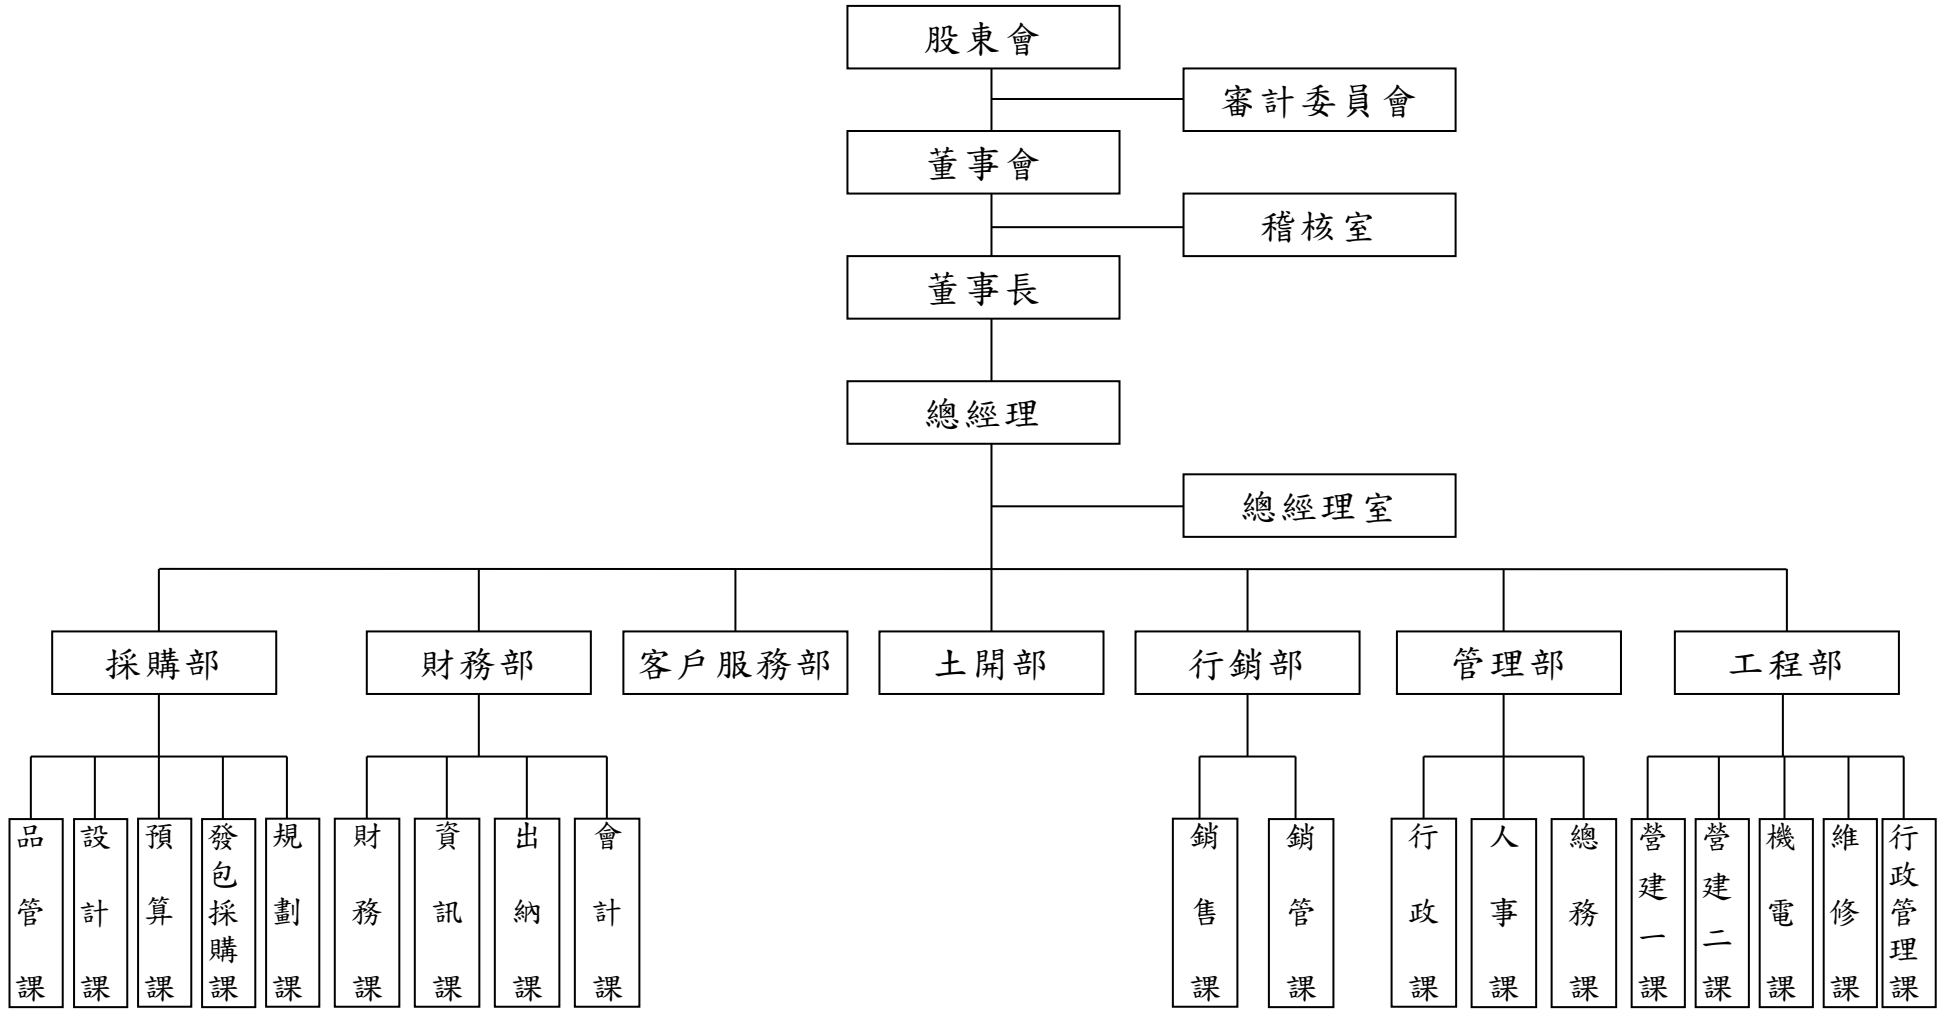 股東會
審計委員會
董事會
稽核室
董事長
總經理
總經理室
採購部
財務部
客戶服務部
土開部
行銷部
管理部
工程部
品管課
設計課
預算課
發包採購課
規劃課
財務課
資訊課
出納課
會計課
銷售課
銷管課
行政課
人事課
總務課
營建一課
營建二課
機電課
維修課
行政管理課